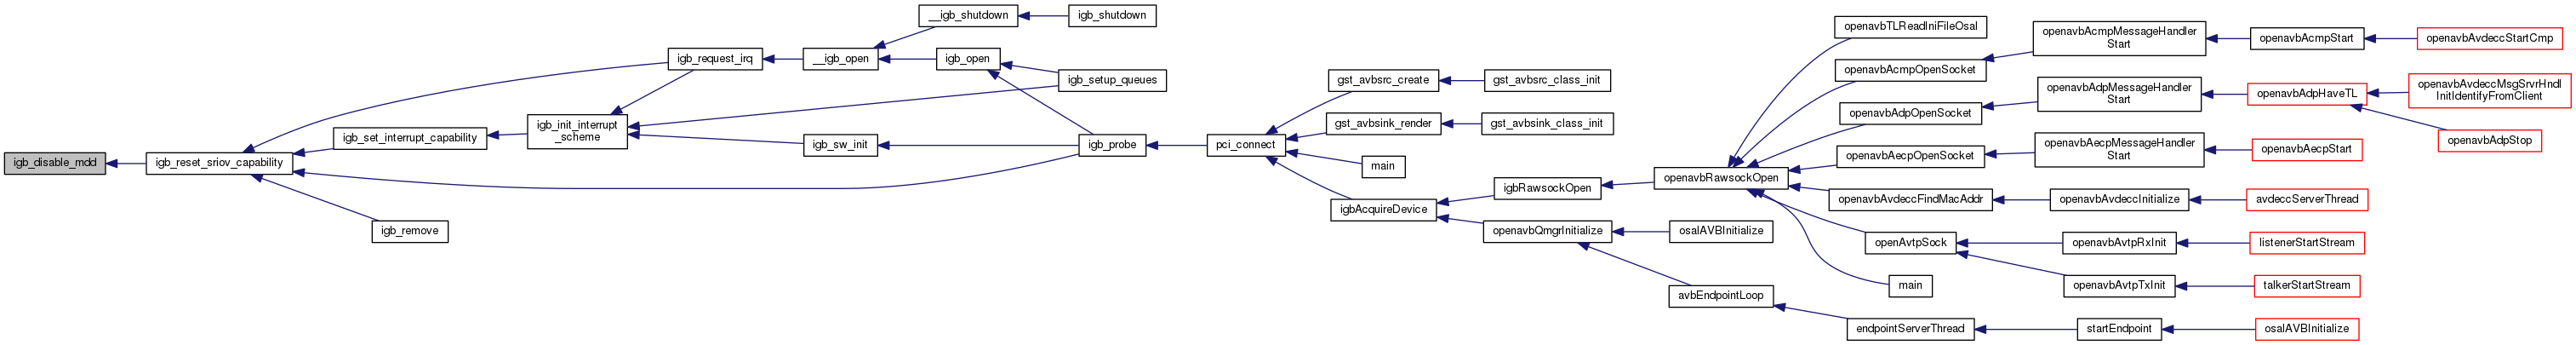 igb_disable_mdd
igb_reset_sriov_capability
igb_request_irq
igb_set_interrupt_capability
igb_remove
igb_init_interrupt
_scheme
__igb_open
__igb_shutdown
igb_shutdown
igb_open
igb_setup_queues
igb_sw_init
igb_probe
pci_connect
gst_avbsrc_create
gst_avbsrc_class_init
gst_avbsink_render
gst_avbsink_class_init
main
igbAcquireDevice
igbRawsockOpen
openavbQmgrInitialize
osalAVBInitialize
avbEndpointLoop
endpointServerThread
startEndpoint
osalAVBInitialize
openavbRawsockOpen
openavbTLReadIniFileOsal
openavbAcmpOpenSocket
openavbAcmpMessageHandler
Start
openavbAcmpStart
openavbAvdeccStartCmp
openavbAdpOpenSocket
openavbAdpMessageHandler
Start
openavbAdpHaveTL
openavbAvdeccMsgSrvrHndl
InitIdentifyFromClient
openavbAdpStop
openavbAecpOpenSocket
openavbAecpMessageHandler
Start
openavbAecpStart
openavbAvdeccFindMacAddr
openavbAvdeccInitialize
avdeccServerThread
openAvtpSock
openavbAvtpRxInit
listenerStartStream
openavbAvtpTxInit
talkerStartStream
main